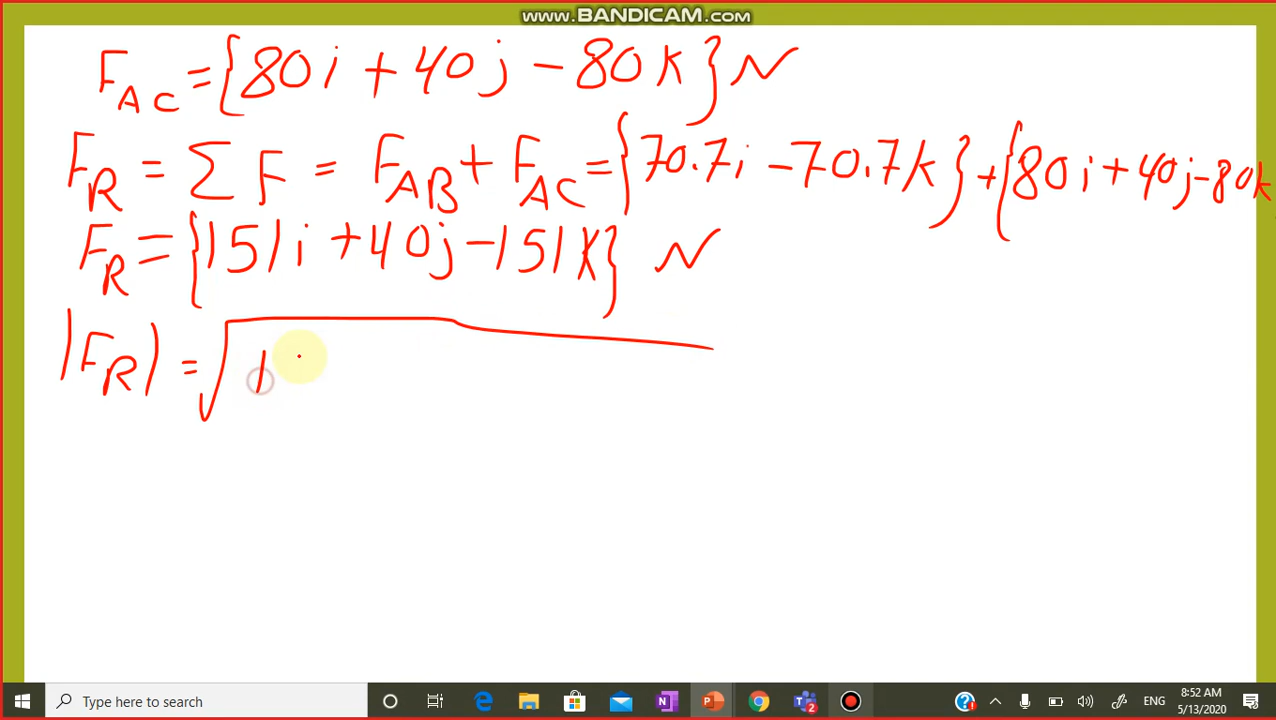 www.BANDICAM.com
F_AC = {80i + 40j - 80k} N
F_R = ∑ F = F_AB + F_AC = {70.7i - 70.7k} + {80i + 40j - 80k
F_R = {151i + 40j - 151k} N
|F_R| = √ 1
Type here to search
ENG
8:52 AM
5/13/2020